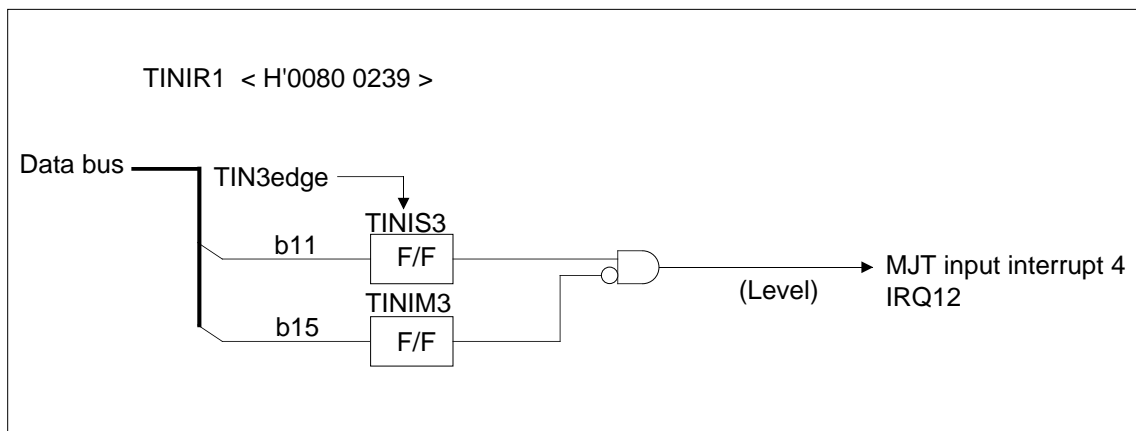 TINIR1 < H'0080 0239 >
Data bus
TIN3edge
TINIS3
b11
F/F
TINIM3
b15
F/F
(Level)
MJT input interrupt 4
IRQ12